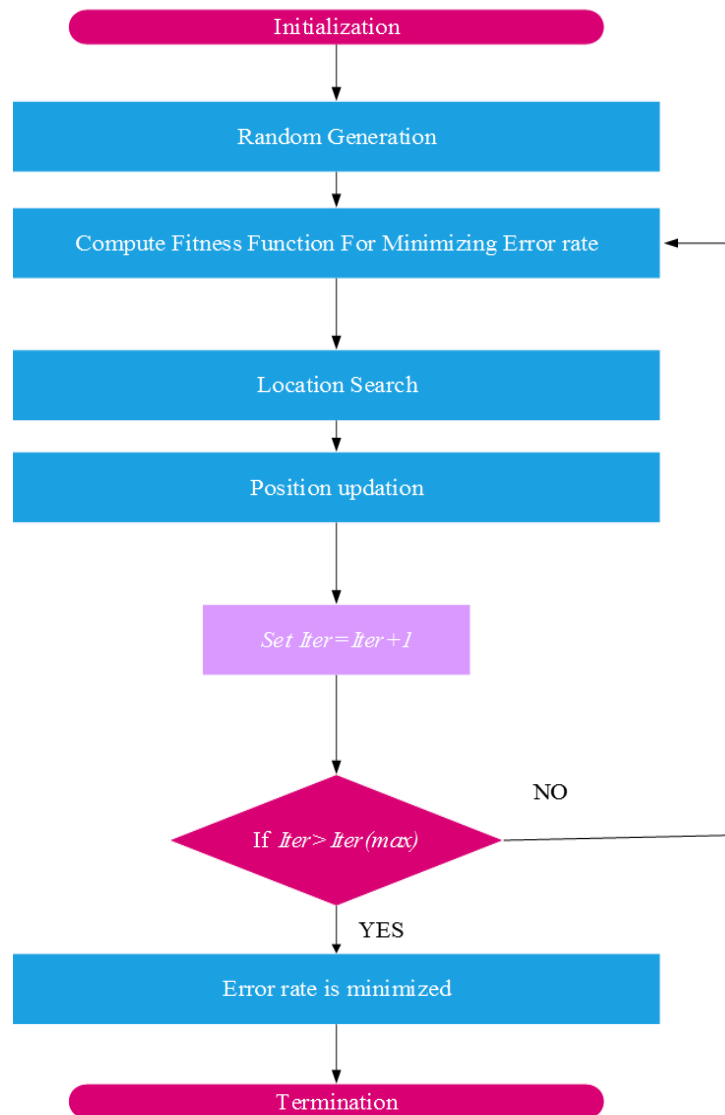 Initialization
Random Generation
Compute Fitness Function For Minimizing Error rate
Location Search
Position updation
Set Iter=Iter+1
If Iter>Iter(max)
NO
YES
Error rate is minimized
Termination